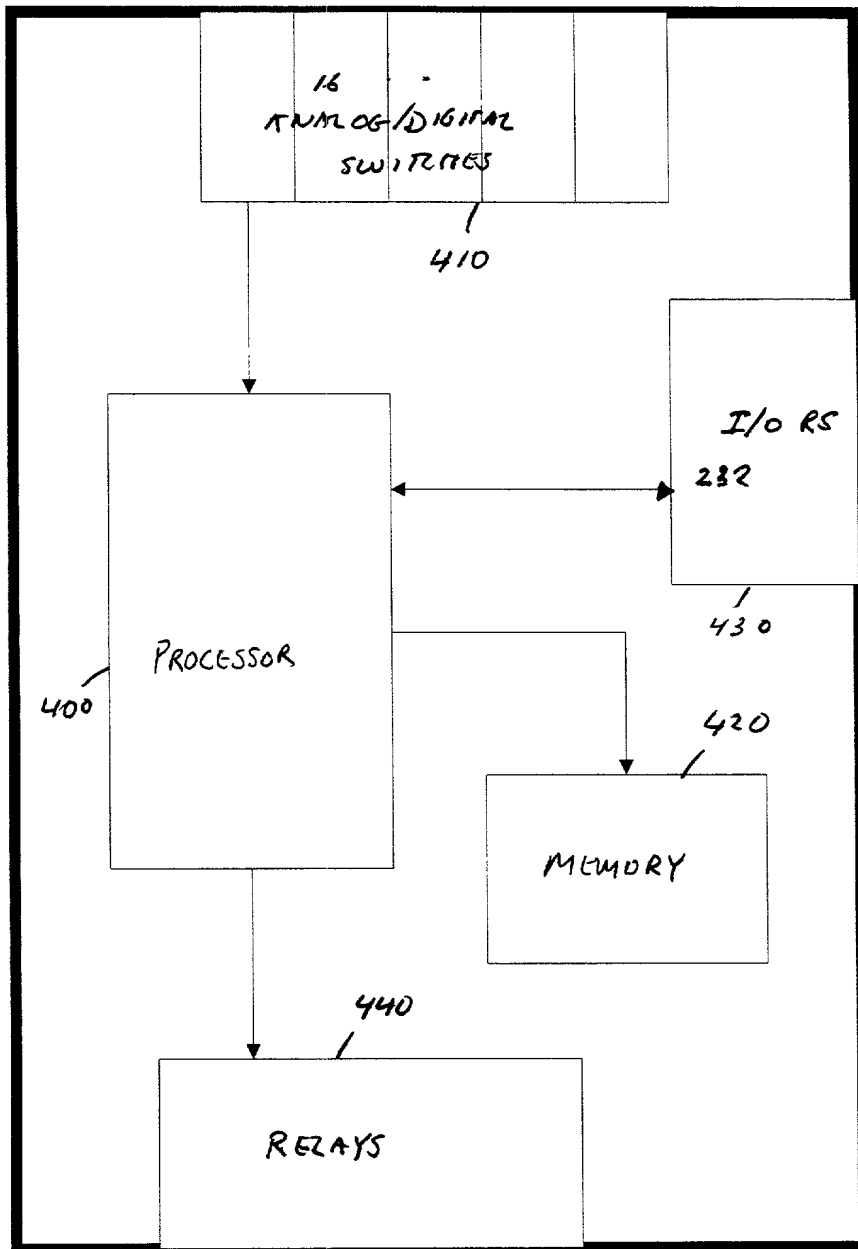 16
ANALOG/DIGITAL
SWITCHES
410
I/O RS
232
430
PROCESSOR
400
420
MEMORY
440
RELAYS